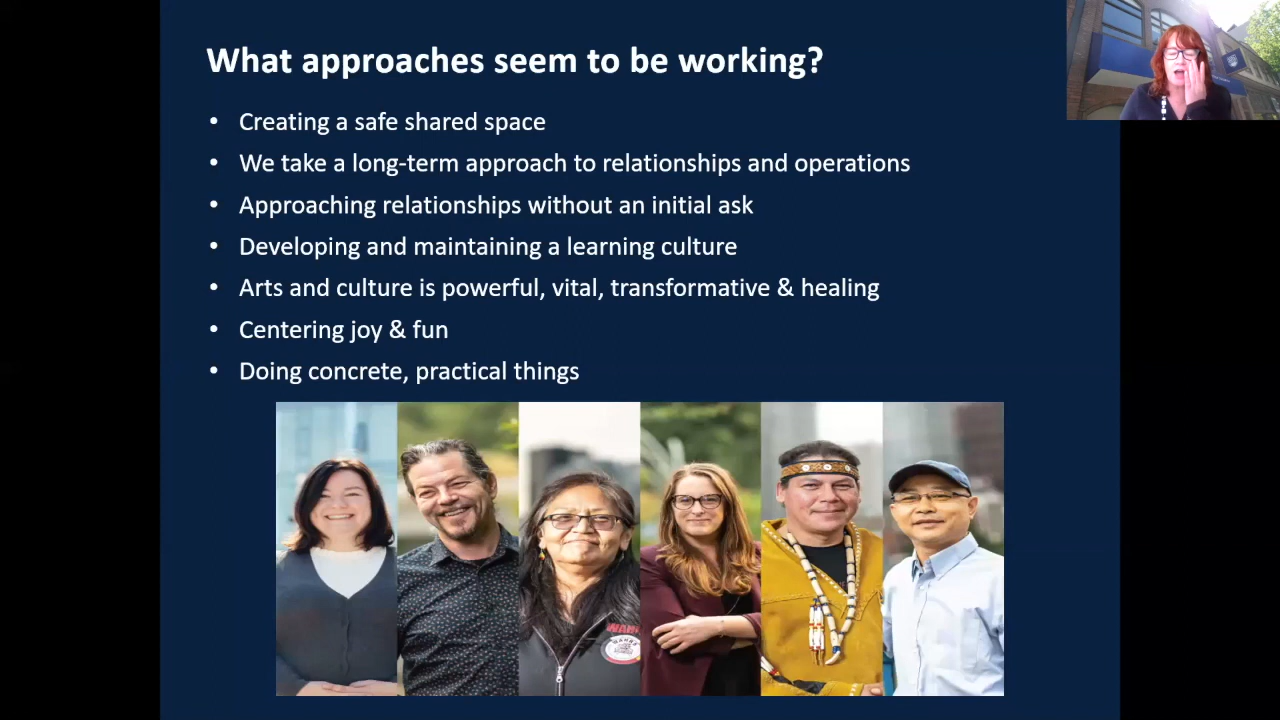 What approaches seem to be working?
• Creating a safe shared space
• We take a long-term approach to relationships and operations
• Approaching relationships without an initial ask
• Developing and maintaining a learning culture
• Arts and culture is powerful, vital, transformative & healing
• Centering joy & fun
• Doing concrete, practical things